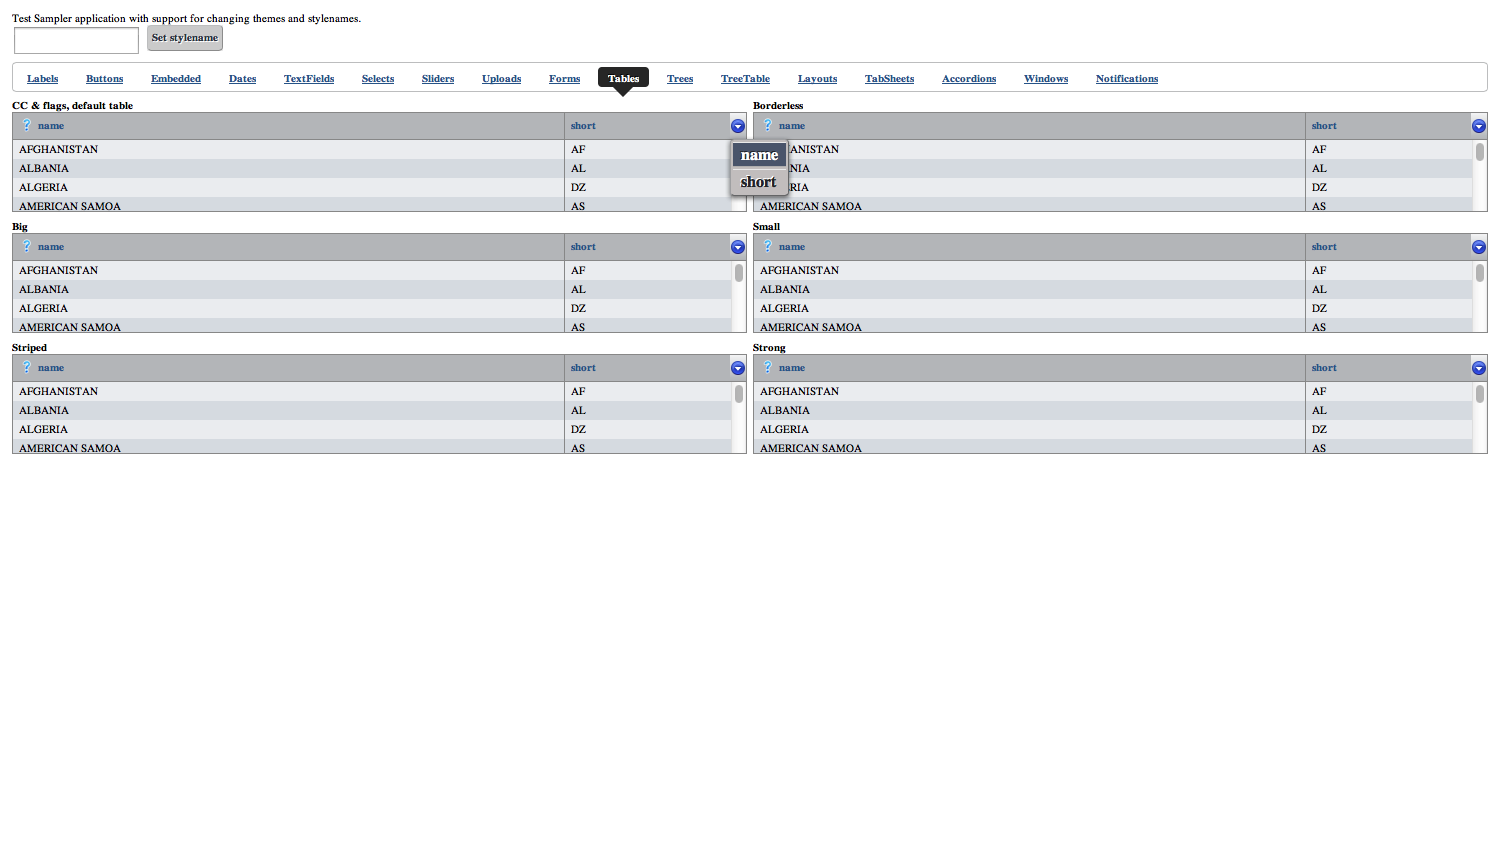 Test Sampler application with support for changing themes and stylenames.
Set stylename
Labels Buttons Embedded Dates TextFields Selects Sliders Uploads Forms Tables Trees TreeTable Layouts TabSheets Accordions Windows Notifications
CC & flags, default table
? name short
AFGHANISTAN AF
ALBANIA AL
ALGERIA DZ
AMERICAN SAMOA AS
name
short
Borderless
? name short
ANISTAN AF
NIA AL
RIA DZ
AMERICAN SAMOA AS
Big
? name short
AFGHANISTAN AF
ALBANIA AL
ALGERIA DZ
AMERICAN SAMOA AS
Small
? name short
AFGHANISTAN AF
ALBANIA AL
ALGERIA DZ
AMERICAN SAMOA AS
Striped
? name short
AFGHANISTAN AF
ALBANIA AL
ALGERIA DZ
AMERICAN SAMOA AS
Strong
? name short
AFGHANISTAN AF
ALBANIA AL
ALGERIA DZ
AMERICAN SAMOA AS